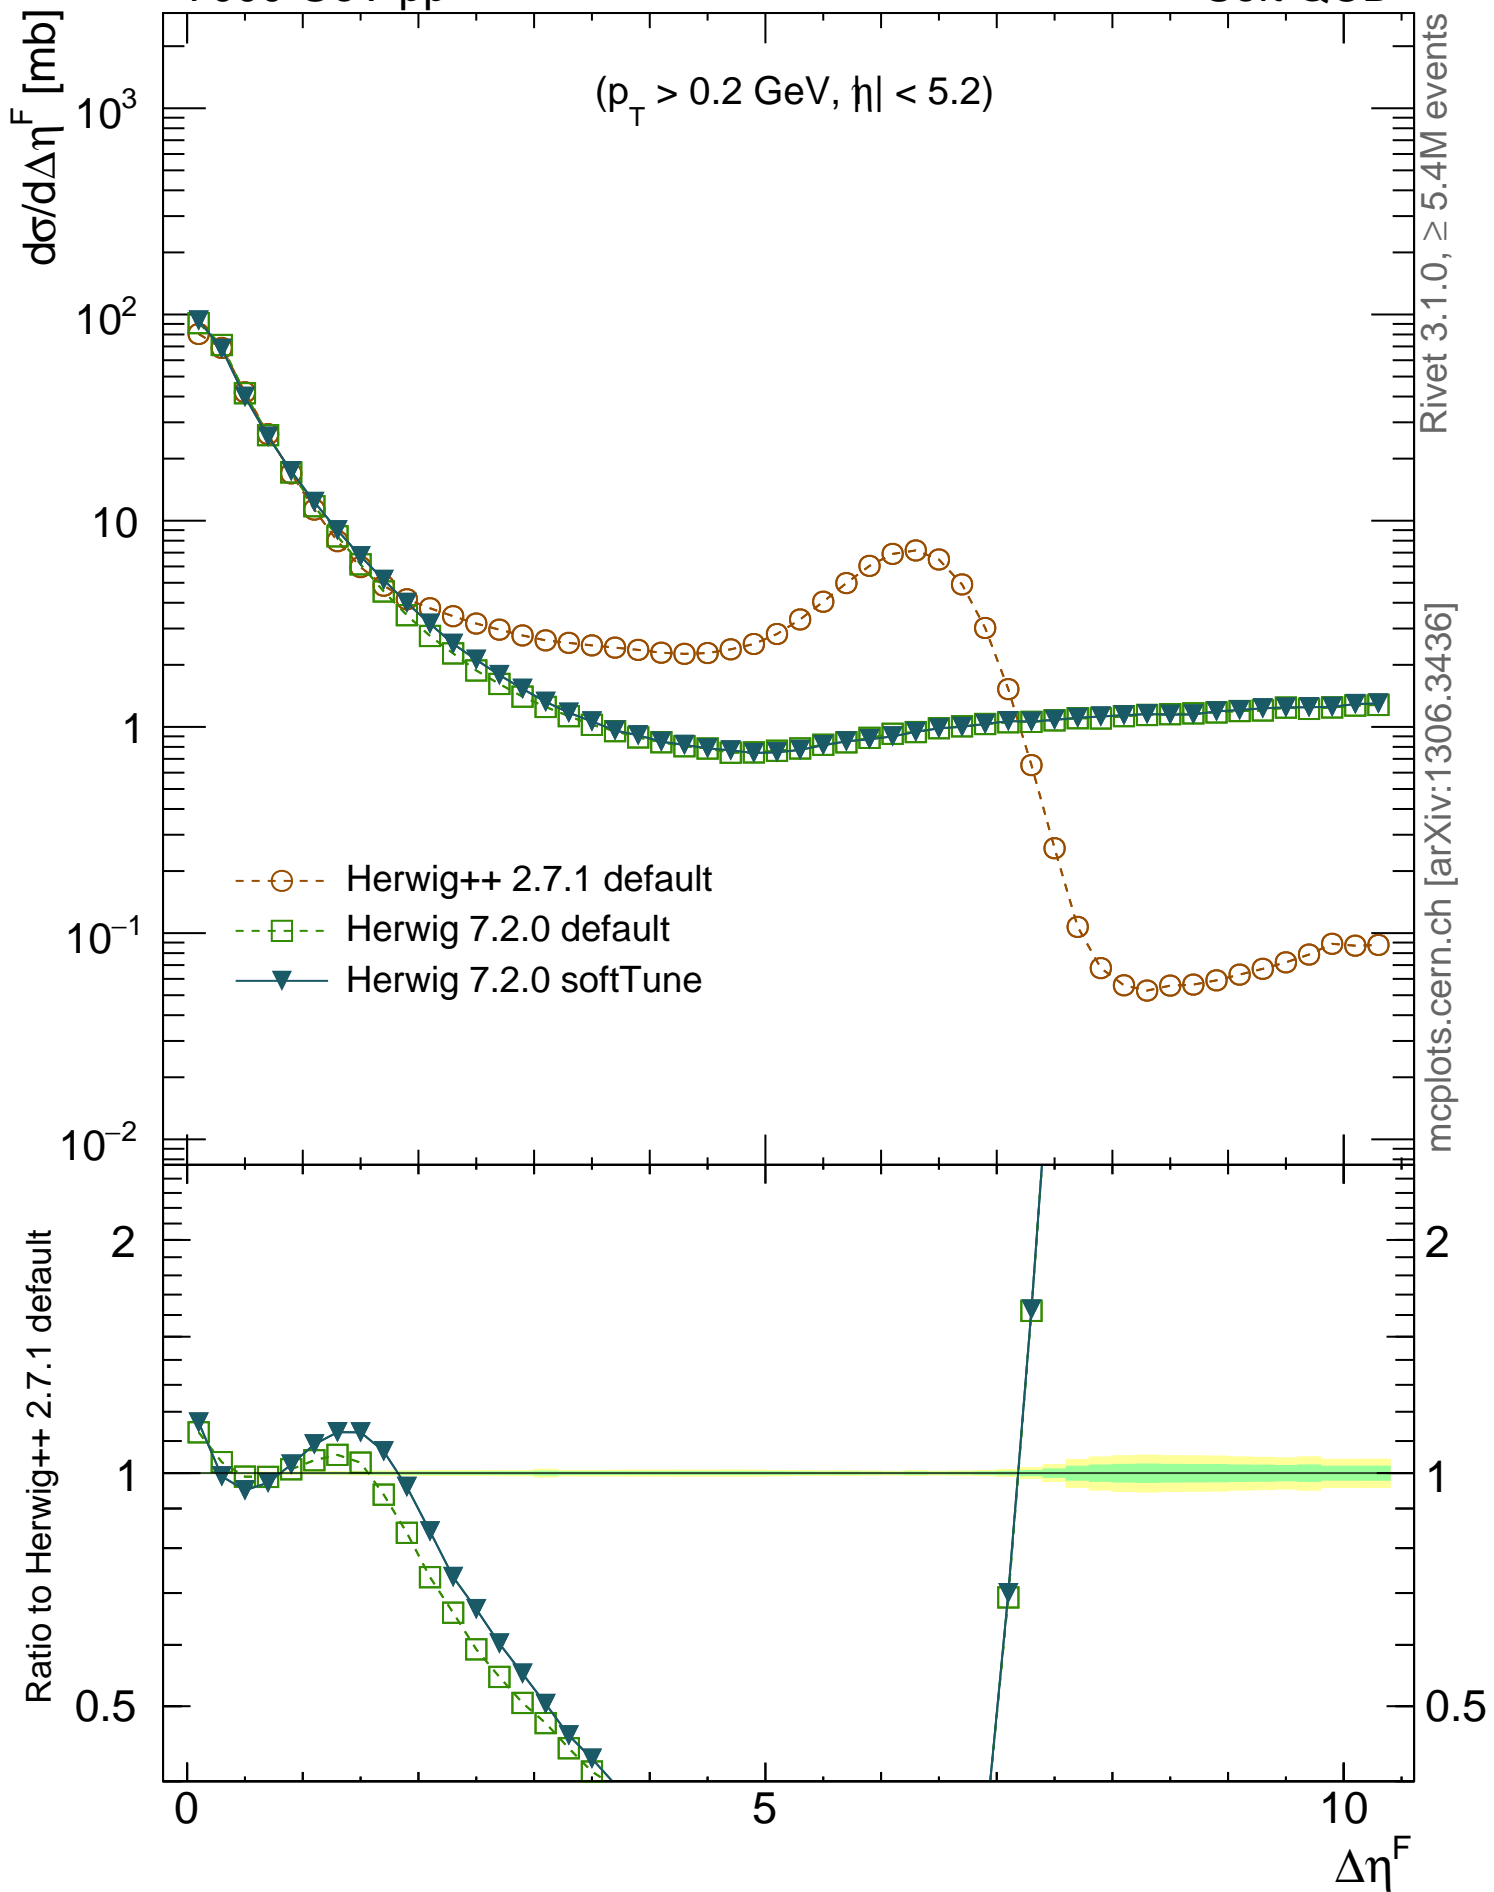 dσ/dΔη^F [mb]
(p_T > 0.2 GeV, |η| < 5.2)
10^3
10^2
10
1
10^−1
10^−2
Herwig++ 2.7.1 default
Herwig 7.2.0 default
Herwig 7.2.0 softTune
Rivet 3.1.0, ≥ 5.4M events
mcplots.cern.ch [arXiv:1306.3436]
Ratio to Herwig++ 2.7.1 default
2
1
0.5
2
1
0.5
0 5 10
Δη^F